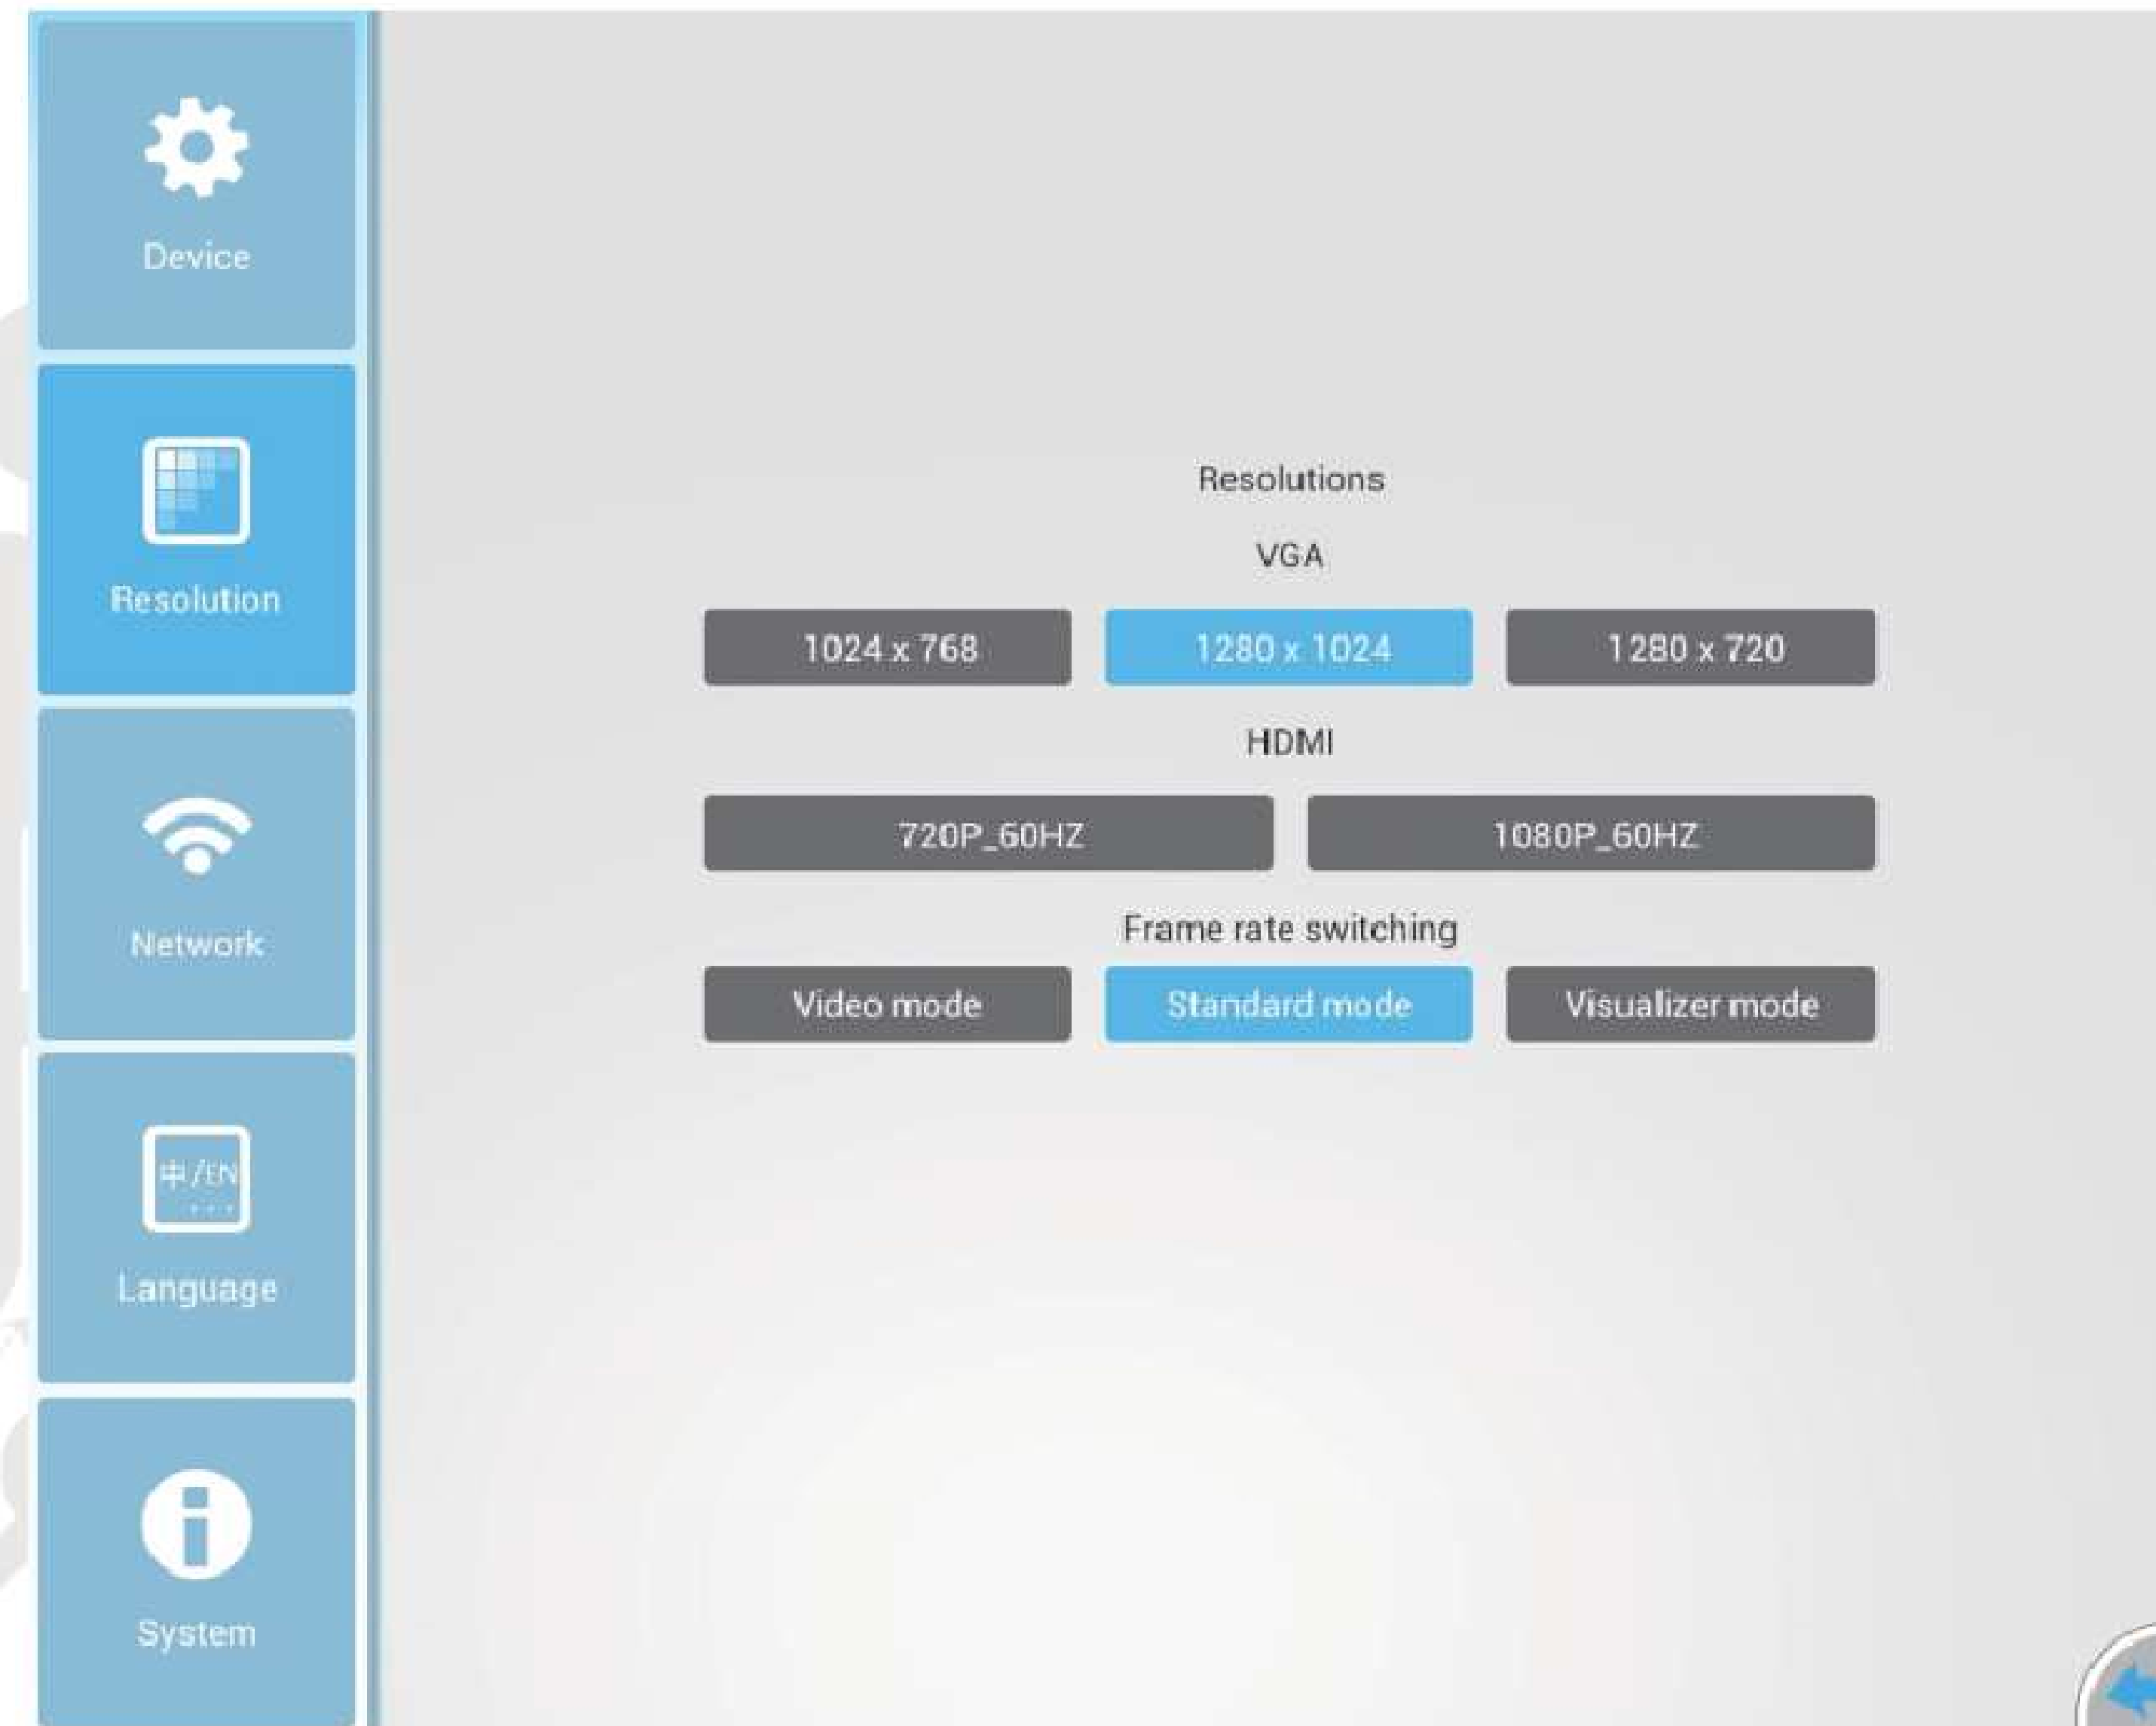 Device
Resolution
Network
中/EN
Language
System
Resolutions
VGA
1024 x 768
1280 x 1024
1280 x 720
HDMI
720P_60HZ
1080P_60HZ
Frame rate switching
Video mode
Standard mode
Visualizer mode